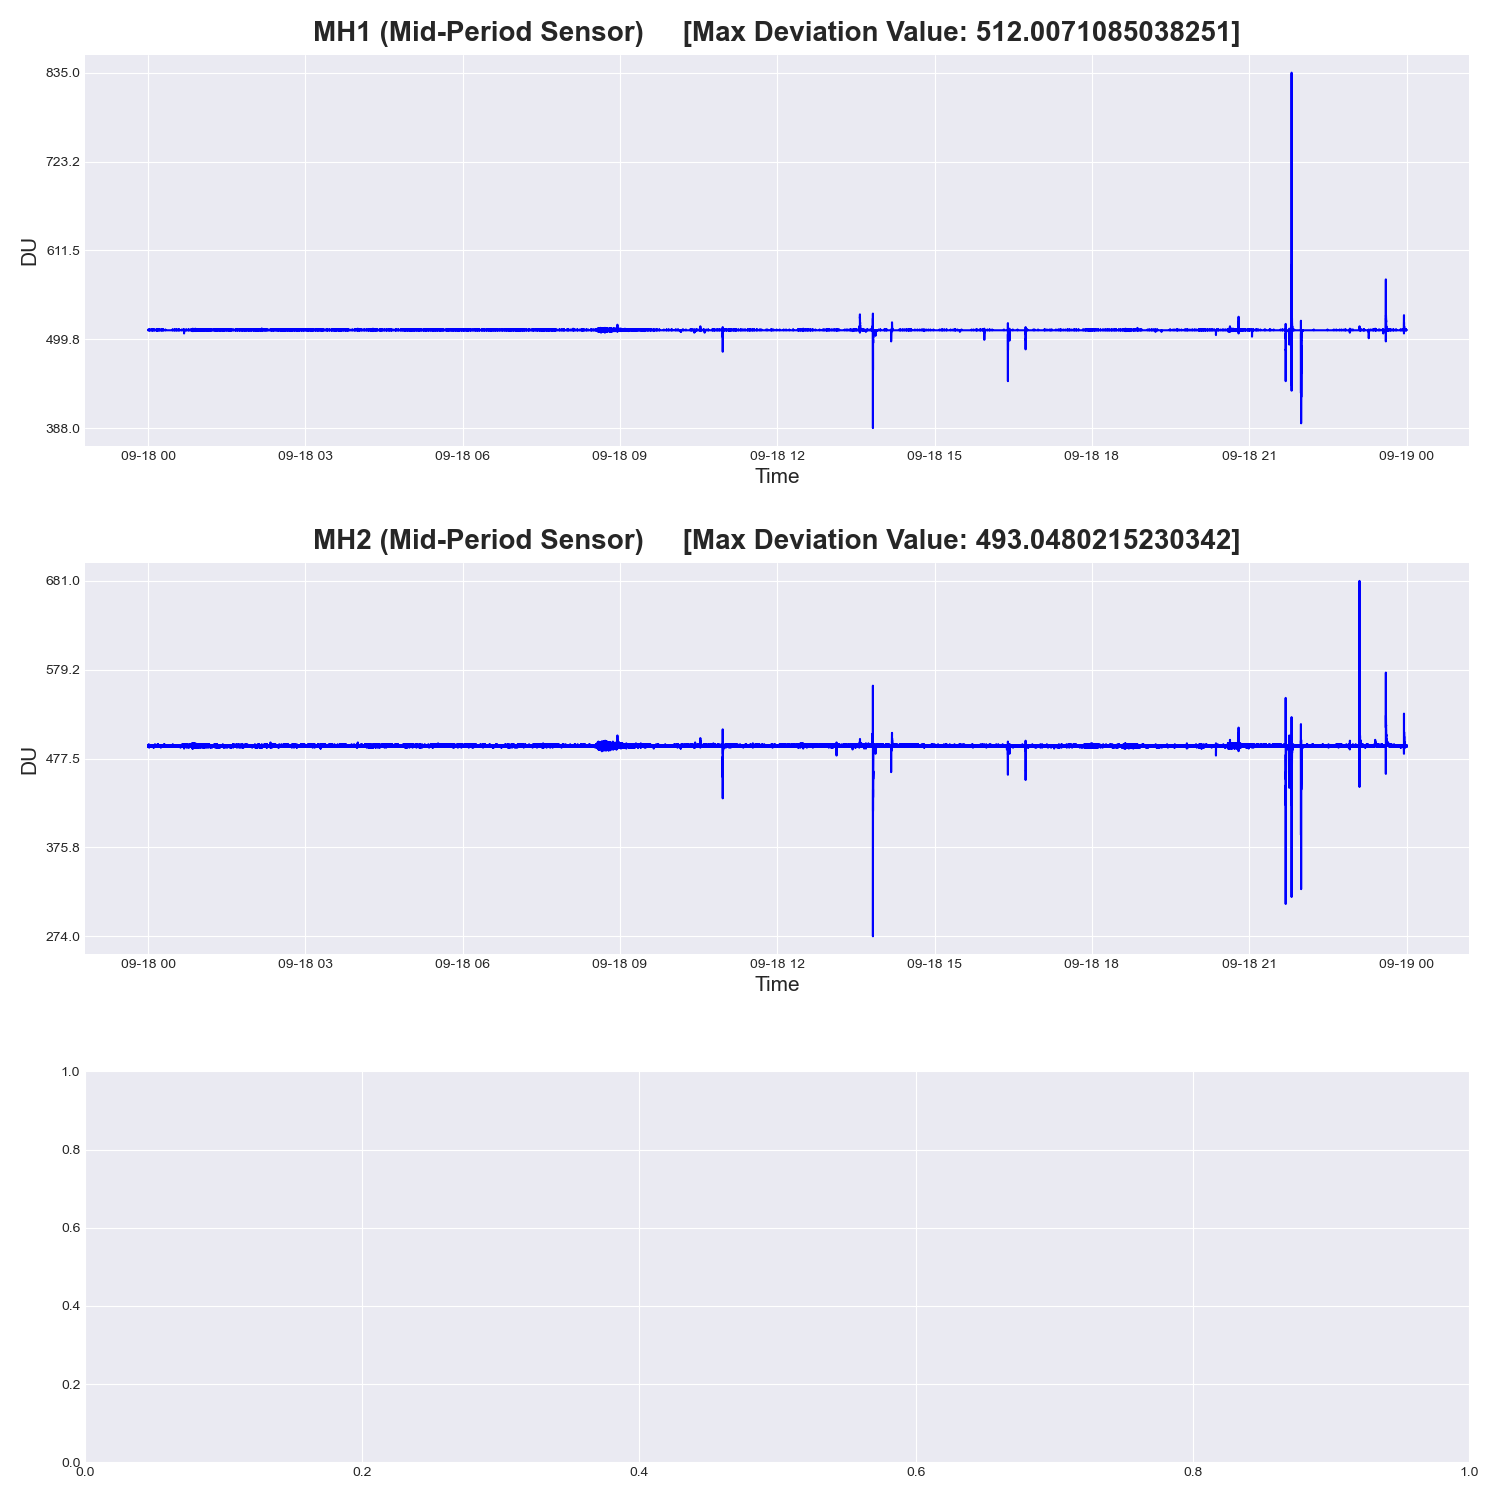 MH1 (Mid-Period Sensor) [Max Deviation Value: 512.0071085038251]
835.0
723.2
611.5
499.8
388.0
DU
09-18 00 09-18 03 09-18 06 09-18 09 09-18 12 09-18 15 09-18 18 09-18 21 09-19 00
Time
MH2 (Mid-Period Sensor) [Max Deviation Value: 493.0480215230342]
681.0
579.2
477.5
375.8
274.0
DU
09-18 00 09-18 03 09-18 06 09-18 09 09-18 12 09-18 15 09-18 18 09-18 21 09-19 00
Time
1.0
0.8
0.6
0.4
0.2
0.0
0.0 0.2 0.4 0.6 0.8 1.0